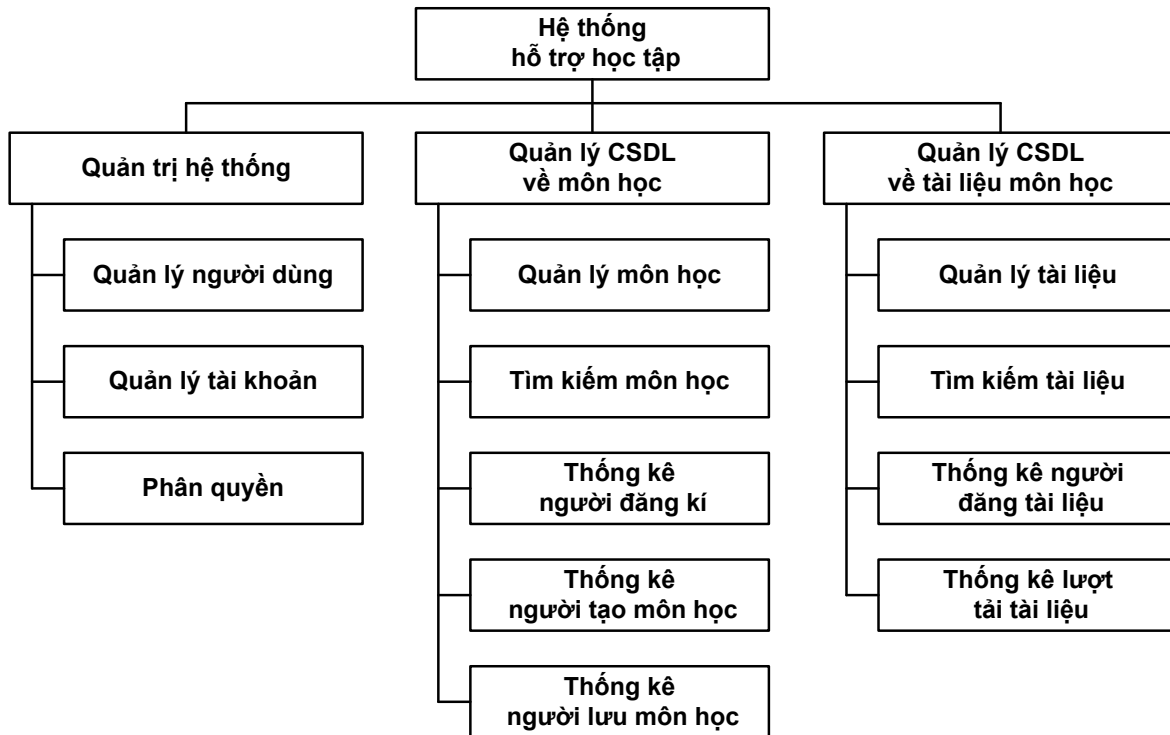 Hệ thống
hỗ trợ học tập
Quản trị hệ thống
Quản lý người dùng
Quản lý tài khoản
Phân quyền
Quản lý CSDL
về môn học
Quản lý môn học
Tìm kiếm môn học
Thống kê
người đăng kí
Thống kê
người tạo môn học
Thống kê
người lưu môn học
Quản lý CSDL
về tài liệu môn học
Quản lý tài liệu
Tìm kiếm tài liệu
Thống kê người
đăng tài liệu
Thống kê lượt
tải tài liệu